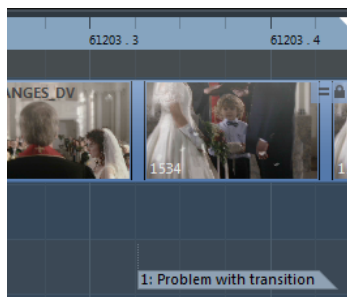 61203 . 3
61203 . 4
ANGES_DV
1534
1: Problem with transition